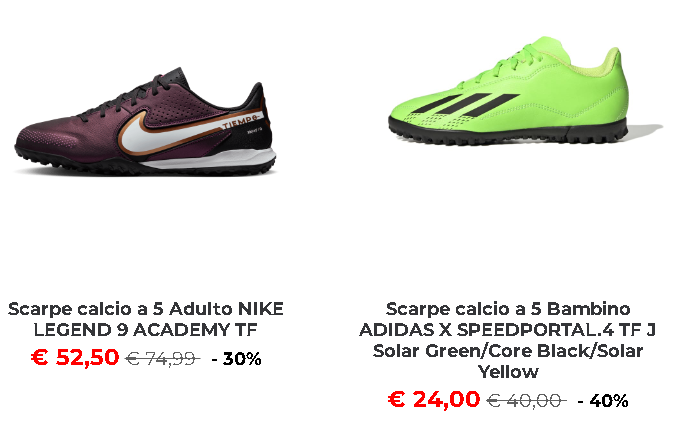 TIEMPO
Scarpe calcio a 5 Adulto NIKE
LEGEND 9 ACADEMY TF
€ 52,50 € 74,99 - 30%
Scarpe calcio a 5 Bambino
ADIDAS X SPEEDPORTAL.4 TF J
Solar Green/Core Black/Solar
Yellow
€ 24,00 € 40,00 - 40%